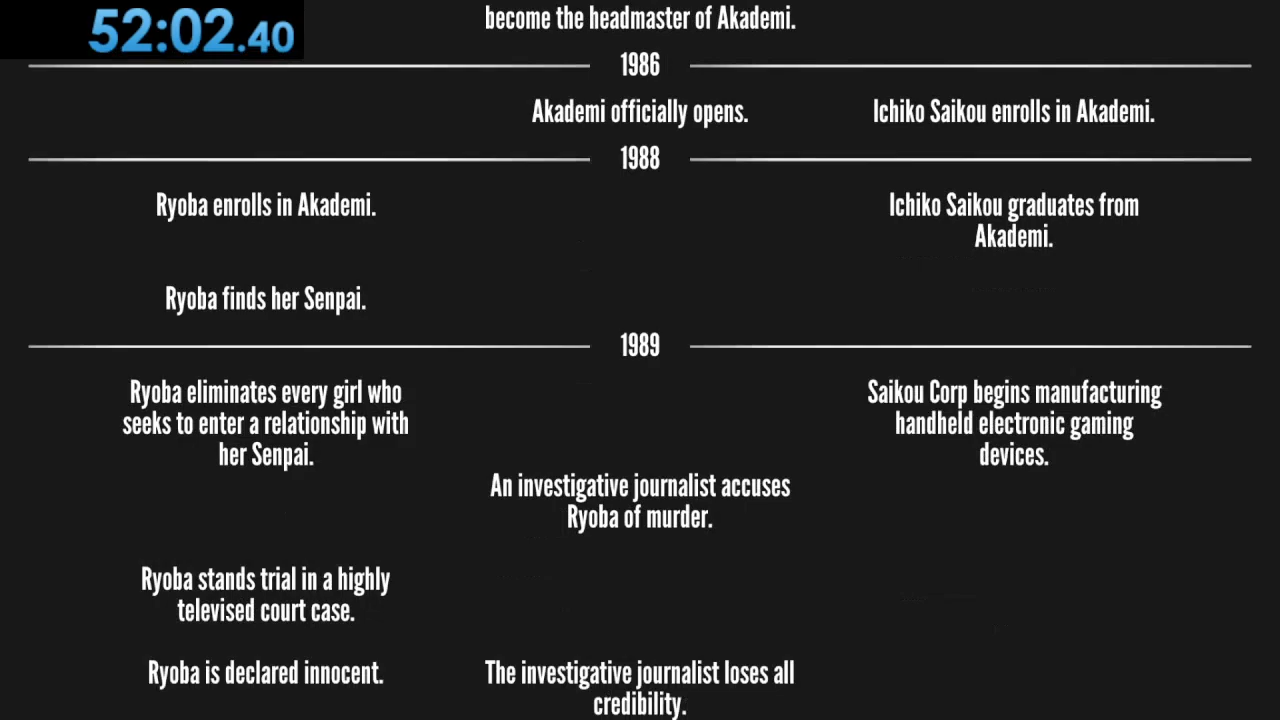 52:02.40
become the headmaster of Akademi.
1986
Akademi officially opens.
Ichiko Saikou enrolls in Akademi.
1988
Ryoba enrolls in Akademi.
Ichiko Saikou graduates from
Akademi.
Ryoba finds her Senpai.
1989
Ryoba eliminates every girl who
seeks to enter a relationship with
her Senpai.
Saikou Corp begins manufacturing
handheld electronic gaming
devices.
An investigative journalist accuses
Ryoba of murder.
Ryoba stands trial in a highly
televised court case.
Ryoba is declared innocent.
The investigative journalist loses all
credibility.